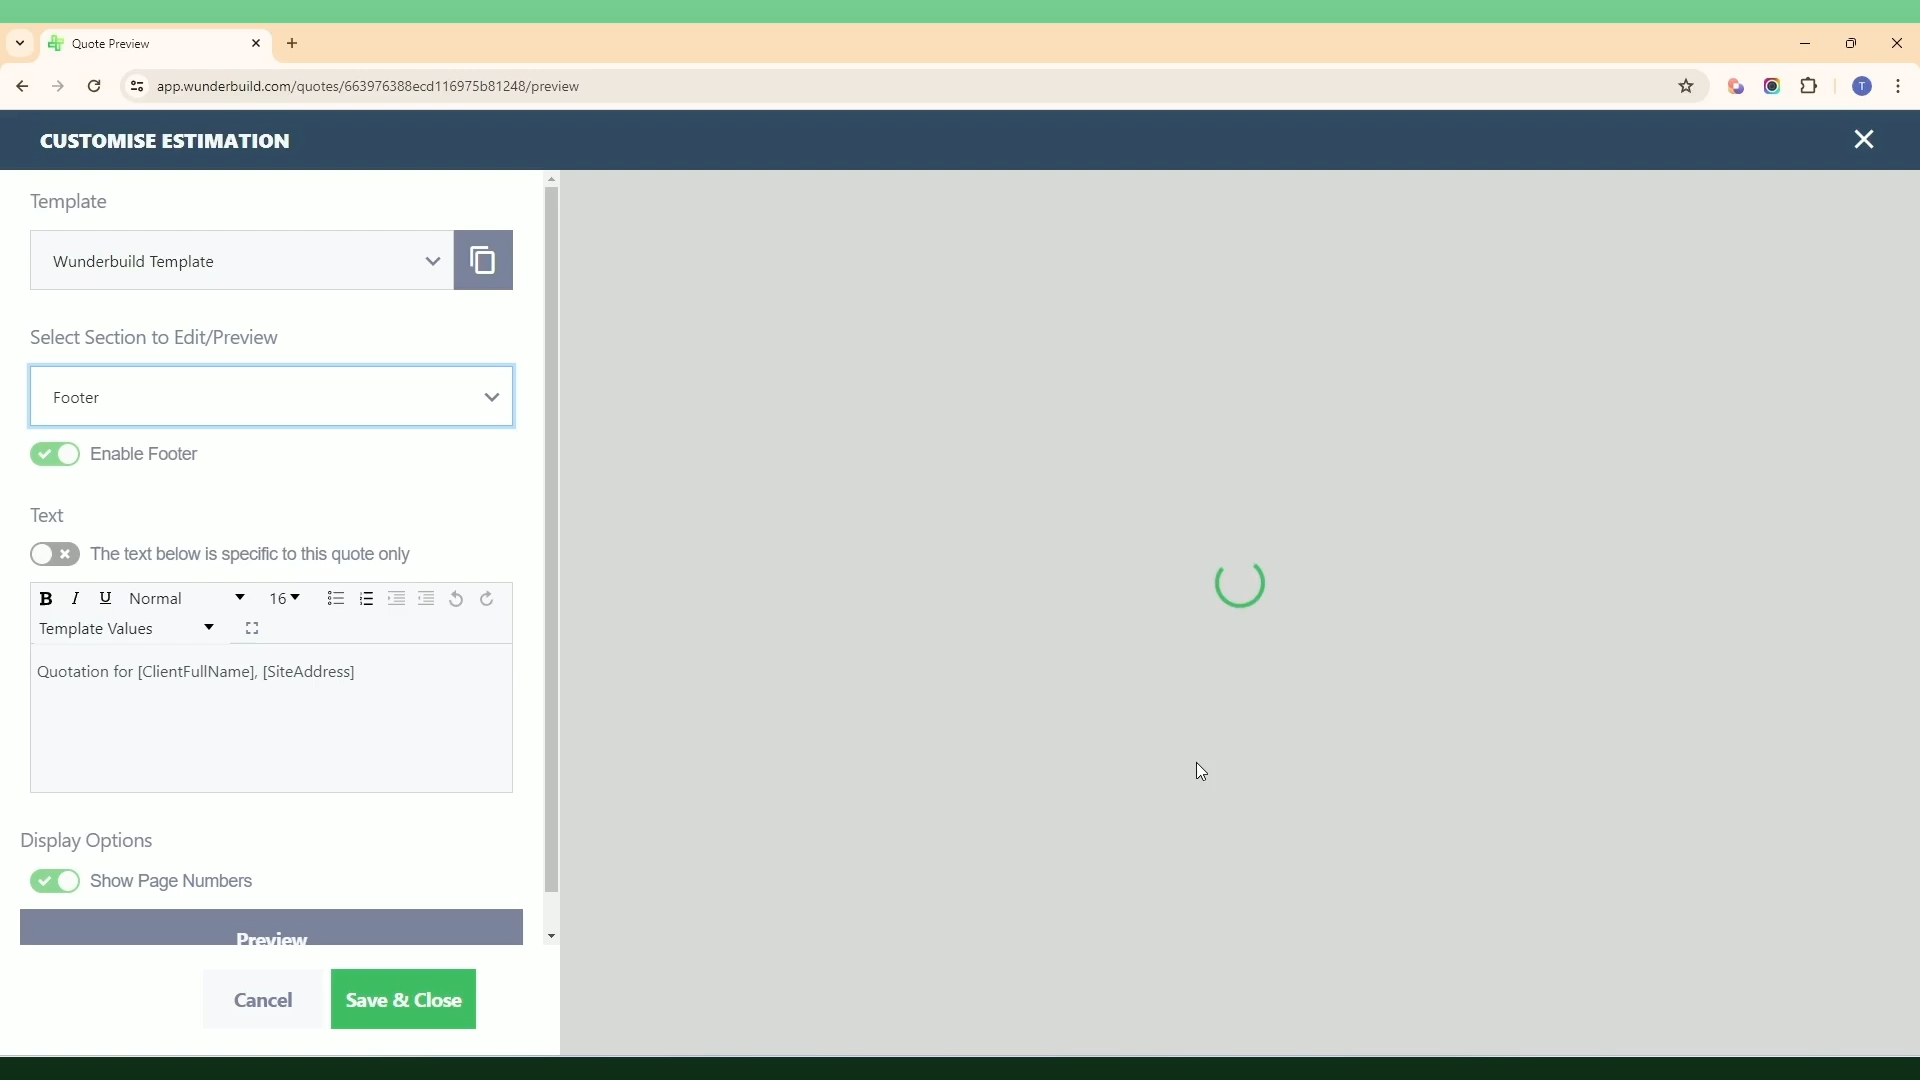 Quote Preview
app.wunderbuild.com/quotes/663976388ecd116975b81248/preview
T
CUSTOMISE ESTIMATION
Template
Wunderbuild Template
Select Section to Edit/Preview
Footer
Enable Footer
Text
The text below is specific to this quote only
B I U Normal 16
Template Values
Quotation for [ClientFullName], [SiteAddress]
Display Options
Show Page Numbers
Preview
Cancel Save & Close